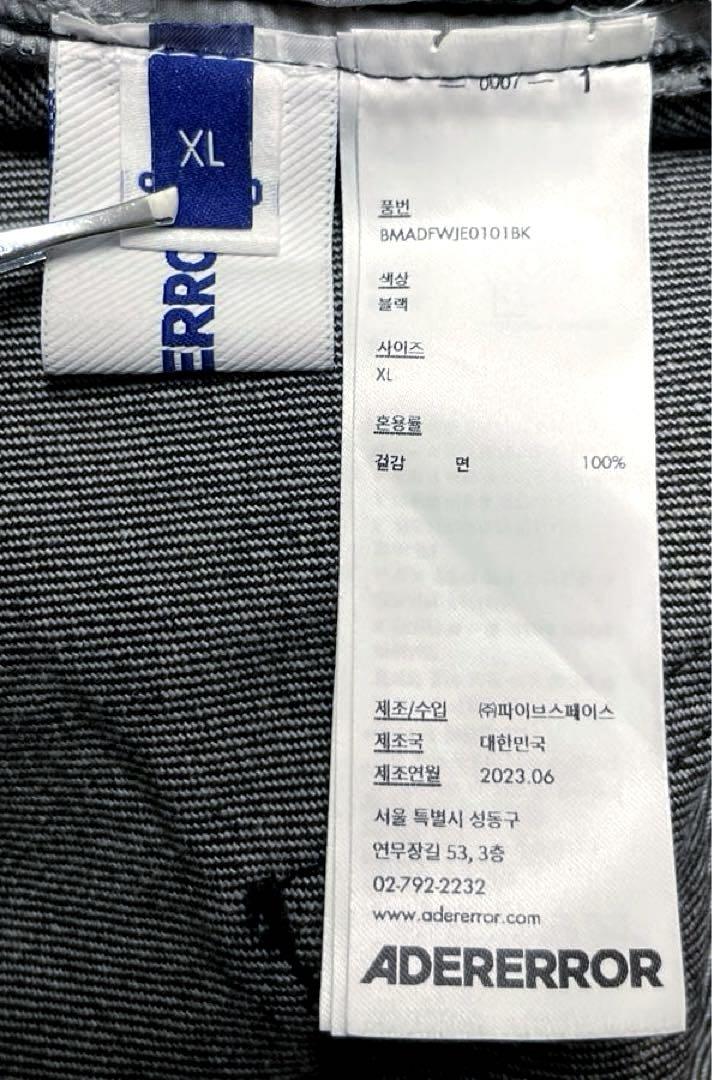 XL
ERRO
0007 — 1
품번
BMADFWJE0101BK
색상
블랙
사이즈
XL
혼용률
겉감 면 100%
제조/수입 ㈜파이브스페이스
제조국 대한민국
제조연월 2023.06
서울 특별시 성동구
연무장길 53, 3층
02-792-2232
www.adererror.com
ADERERROR